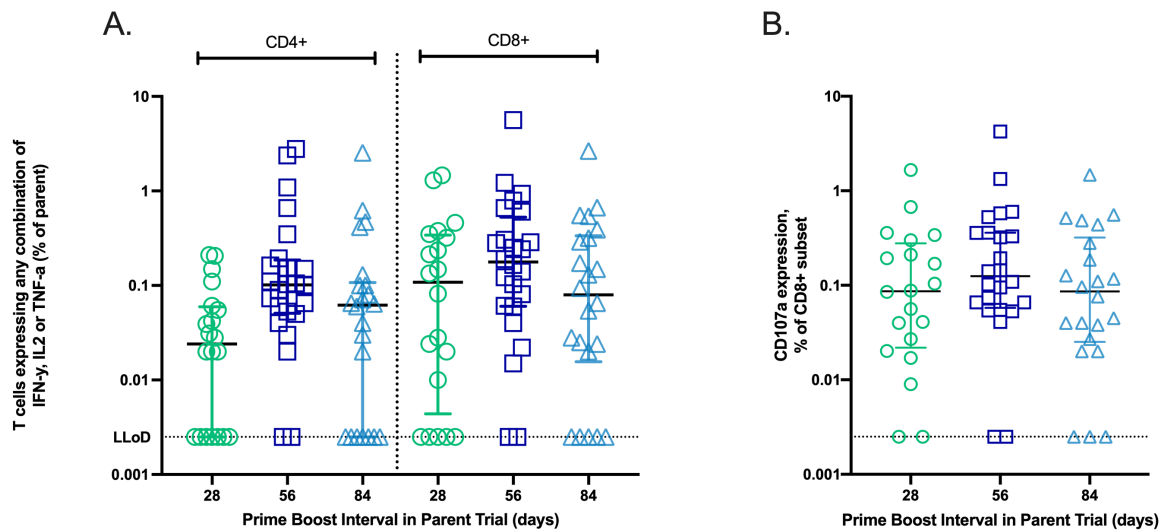 A.
CD4+
CD8+
T cells expressing any combination of
IFN-y, IL2 or TNF-a (% of parent)
10
1
0.1
0.01
LLoD
0.001
28
56
84
28
56
84
Prime Boost Interval in Parent Trial (days)
B.
CD107a expression,
% of CD8+ subset
10
1
0.1
0.01
0.001
28
56
84
Prime Boost Interval in Parent Trial (days)